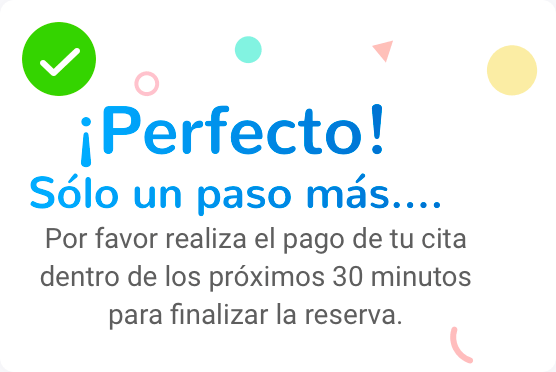 ¡Perfecto!
Sólo un paso más....
Por favor realiza el pago de tu cita
dentro de los próximos 30 minutos
para finalizar la reserva.